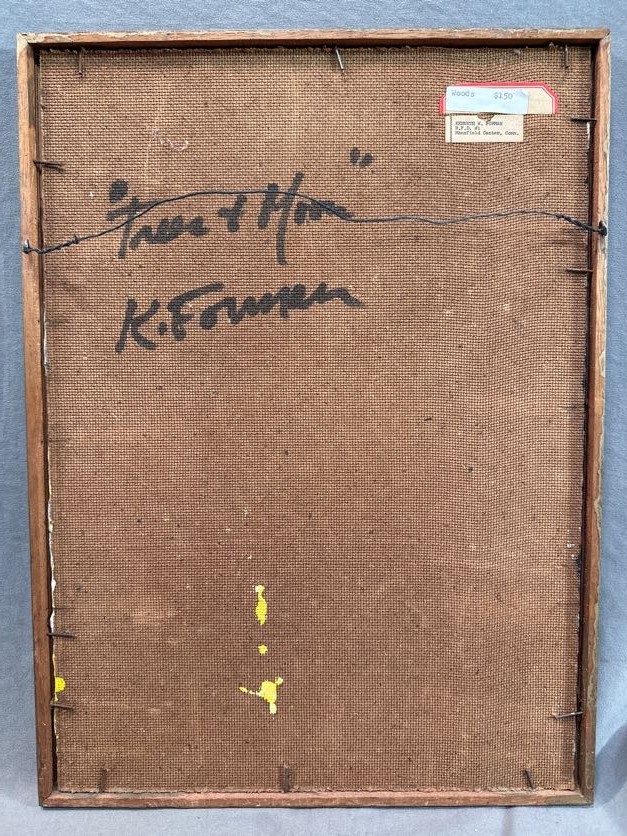 Woods $150
KENNETH W. FORMAN
R.F.D. #1
Mansfield Center, Conn.
"Trees + Moon"
K. Forman